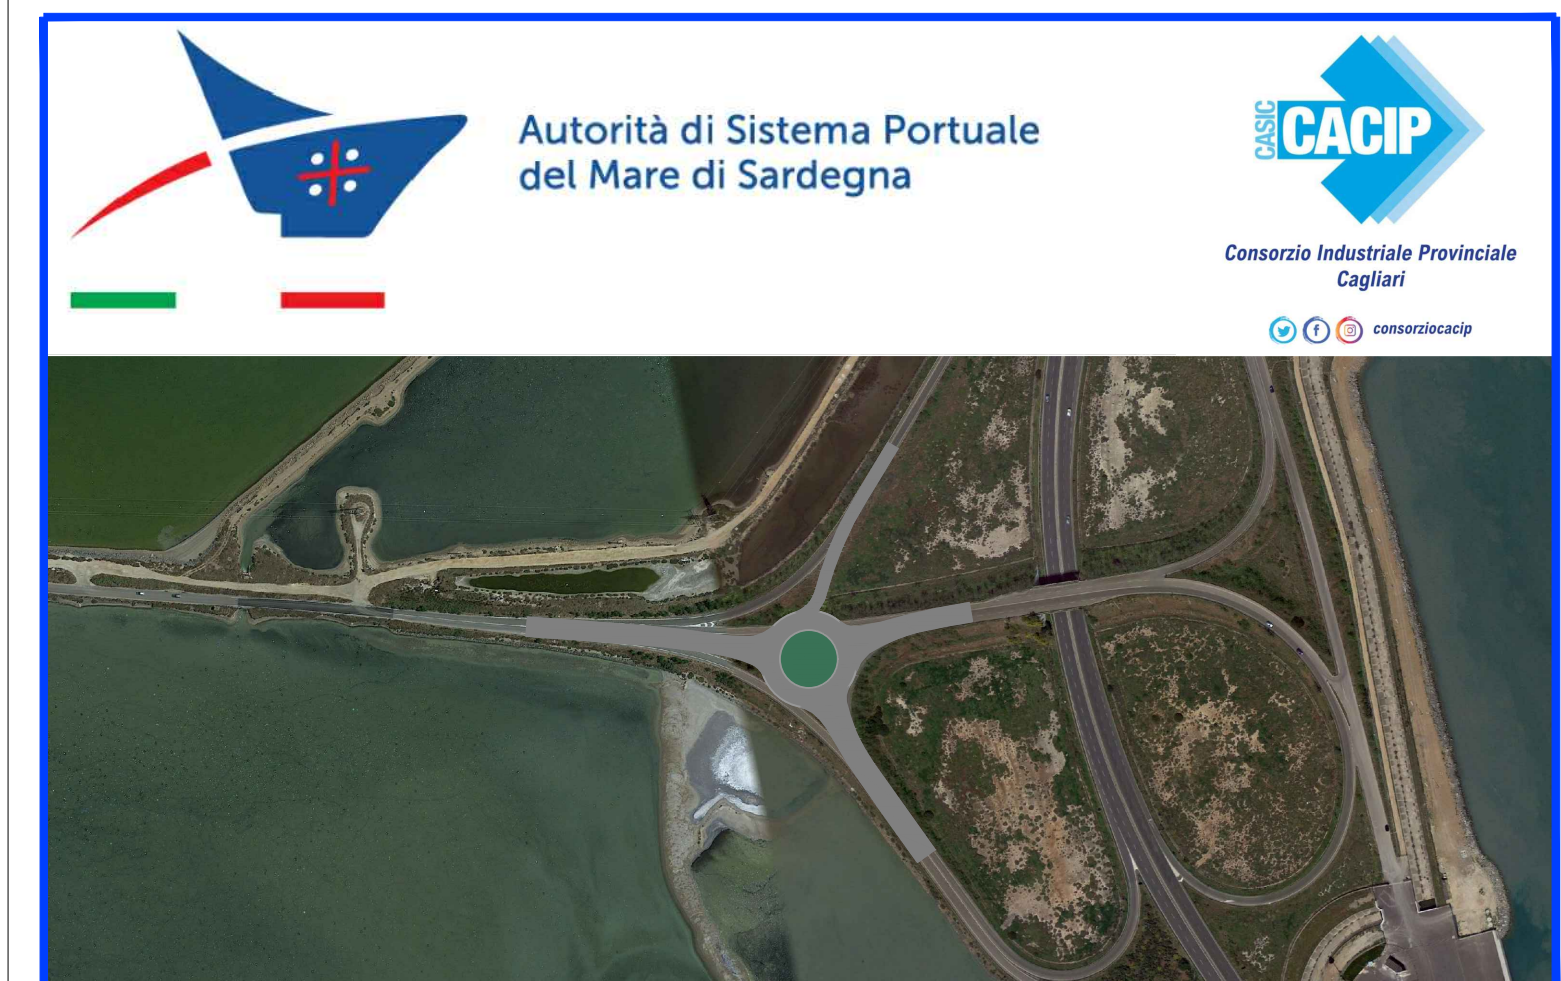 Autorità di Sistema Portuale
del Mare di Sardegna
CASIC
CACIP
Consorzio Industriale Provinciale
Cagliari
consorziocacip